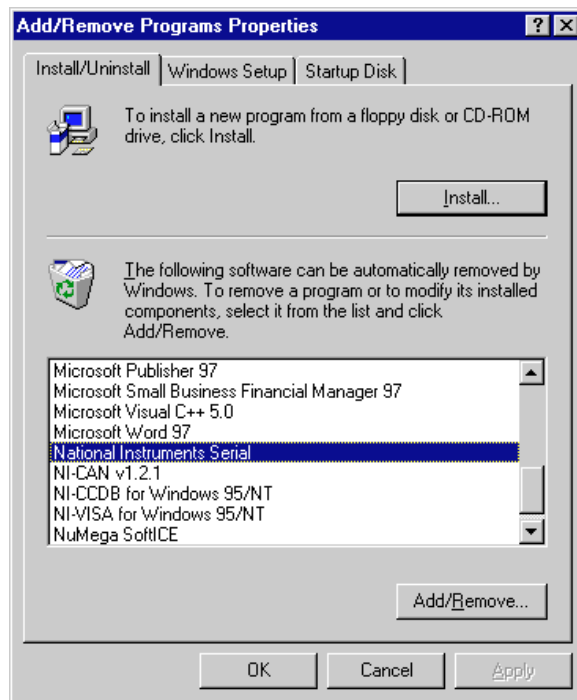 Add/Remove Programs Properties
Install/Uninstall
Windows Setup
Startup Disk
To install a new program from a floppy disk or CD-ROM
drive, click Install.
Install...
The following software can be automatically removed by
Windows. To remove a program or to modify its installed
components, select it from the list and click
Add/Remove.
Microsoft Publisher 97
Microsoft Small Business Financial Manager 97
Microsoft Visual C++ 5.0
Microsoft Word 97
National Instruments Serial
NI-CAN v1.2.1
NI-CCDB for Windows 95/NT
NI-VISA for Windows 95/NT
NuMega SoftICE
Add/Remove...
OK
Cancel
Apply